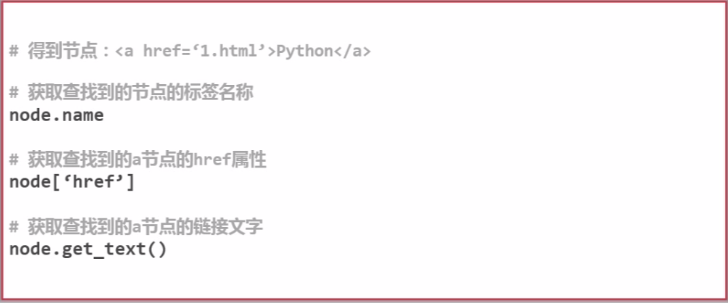 # 得到节点：<a href=‘1.html’>Python</a>
# 获取查找到的节点的标签名称
node.name
# 获取查找到的a节点的href属性
node[‘href’]
# 获取查找到的a节点的链接文字
node.get_text()